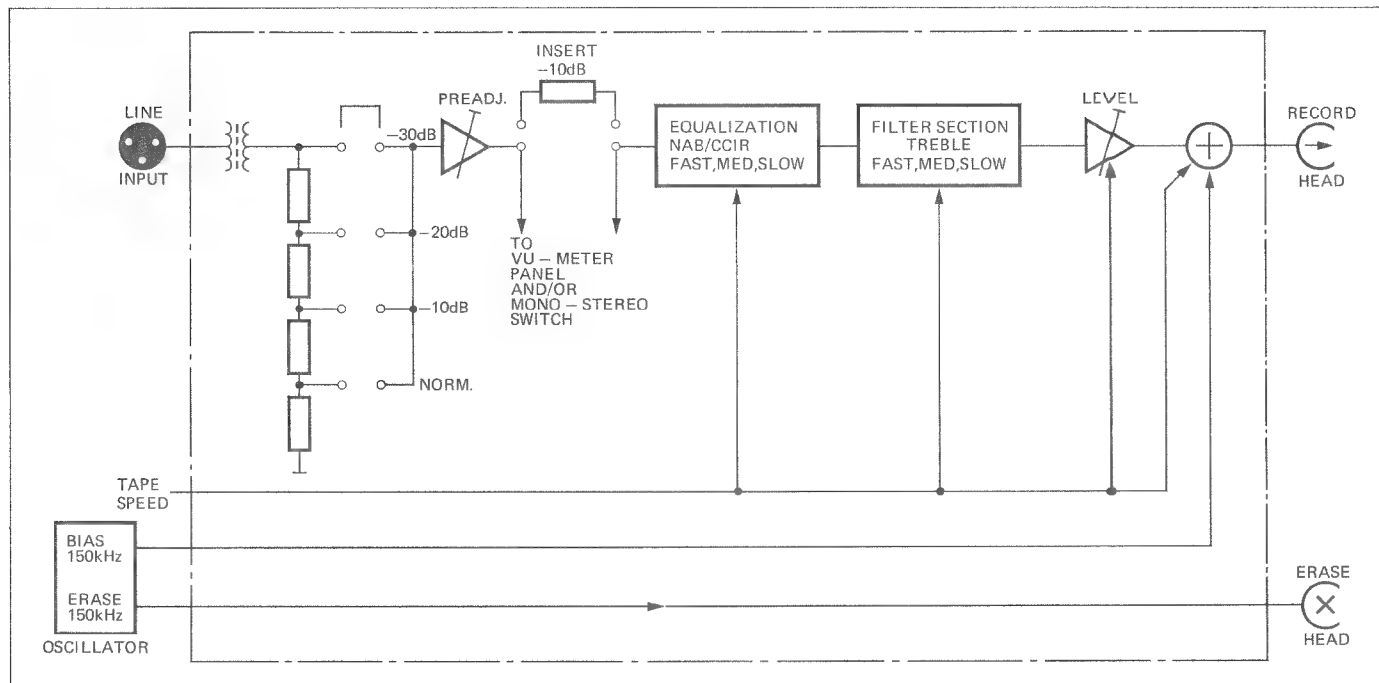 INSERT
-10dB
PREADJ.
LINE
INPUT
-30dB
-20dB
-10dB
NORM.
TO
VU – METER
PANEL
AND/OR
MONO – STEREO
SWITCH
EQUALIZATION
NAB/CCIR
FAST,MED,SLOW
FILTER SECTION
TREBLE
FAST,MED,SLOW
LEVEL
RECORD
HEAD
TAPE
SPEED
BIAS
150kHz
ERASE
150kHz
OSCILLATOR
ERASE
HEAD